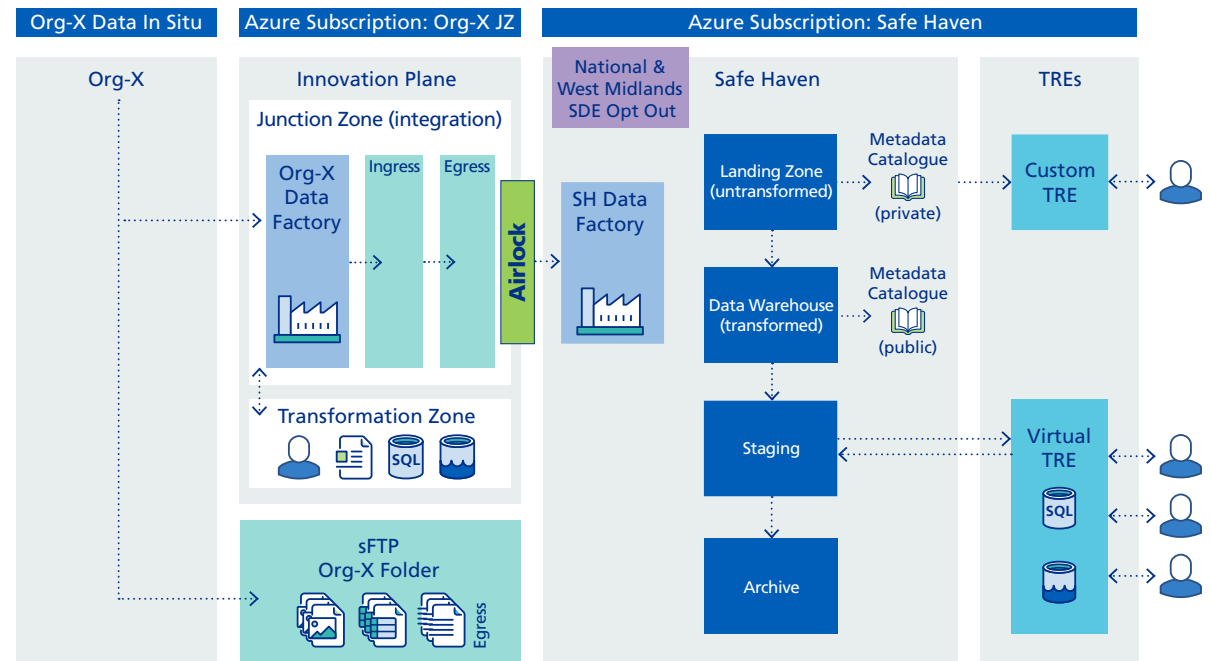 Org-X Data In Situ
Azure Subscription: Org-X JZ
Azure Subscription: Safe Haven
Org-X
Innovation Plane
Junction Zone (integration)
Org-X
Data
Factory
Ingress
Egress
Airlock
Transformation Zone
SQL
sFTP
Org-X Folder
Egress
National &
West Midlands
SDE Opt Out
SH Data
Factory
Safe Haven
Landing Zone
(untransformed)
Metadata
Catalogue
(private)
Data Warehouse
(transformed)
Metadata
Catalogue
(public)
Staging
Archive
TREs
Custom
TRE
Virtual
TRE
SQL